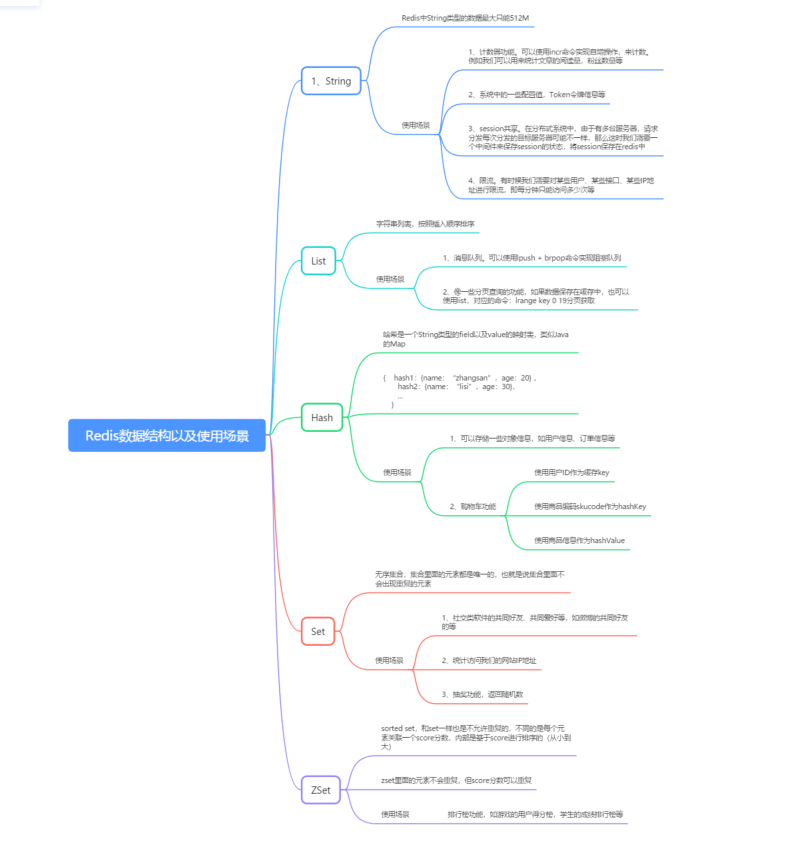 Redis中String类型的数据最大只能512M
1、计数器功能。可以使用incr命令实现自增操作，来计数。
例如我们可以用来统计文章的阅读量，粉丝数量等
1、String
2、系统中的一些配置值，Token令牌信息等
使用场景
3、session共享。在分布式系统中，由于有多台服务器，请求
分发每次分发的目标服务器可能不一样，那么这时我们需要一
个中间件来保存session的状态，将session保存在redis中
4、限流。有时候我们需要对某些用户、某些接口、某些IP地
址进行限流，即每分钟只能访问多少次等
字符串列表，按照插入顺序排序
List
1、消息队列。可以使用lpush + brpop命令实现阻塞队列
使用场景
2、像一些分页查询的功能，如果数据保存在缓存中，也可以
使用list，对应的命令：lrange key 0 19分页获取
哈希是一个String类型的field以及value的映射表，类似Java
的Map
{ hash1：{name：“zhangsan”，age：20}，
hash2：{name：“lisi”，age：30}，
...
}
Hash
Redis数据结构以及使用场景
1、可以存储一些对象信息，如用户信息、订单信息等
使用场景
使用用户ID作为缓存key
2、购物车功能
使用商品编码skucode作为hashKey
使用商品信息作为hashValue
无序集合，集合里面的元素都是唯一的，也就是说集合里面不
会出现重复的元素
Set
1、社交类软件的共同好友、共同爱好等，如微博的共同好友
的等
使用场景
2、统计访问我们的网站IP地址
3、抽奖功能，返回随机数
sorted set，和set一样也是不允许重复的，不同的是每个元
素关联一个score分数，内部是基于score进行排序的（从小到
大）
ZSet
zset里面的元素不会重复，但score分数可以重复
使用场景
排行榜功能，如游戏的用户得分榜，学生的成绩排行榜等